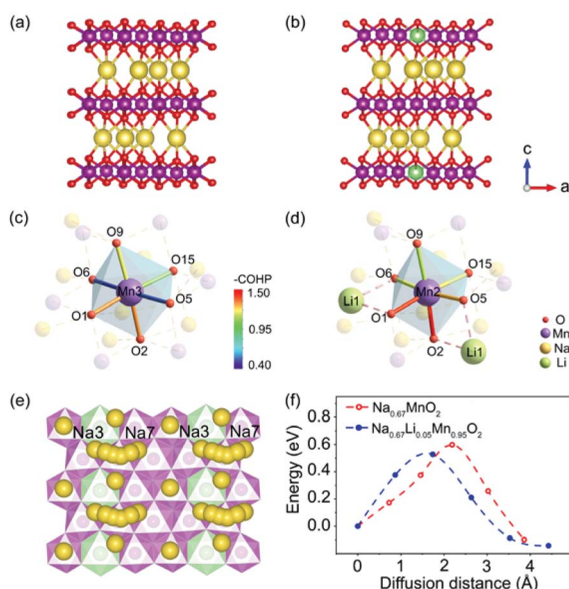 (a)
(b)
c
a
(c)
(d)
O9
O6
O15
Mn3
O1
O5
O2
-COHP
1.50
0.95
0.40
O9
O6
O15
Mn2
O5
Li1
O1
O2
Li1
O
Mn
Na
Li
(e)
Na3 Na7 Na3 Na7
(f)
Na0.67MnO2
Na0.67Li0.05Mn0.95O2
Energy (eV)
0.8
0.6
0.4
0.2
0.0
0 1 2 3 4 5
Diffusion distance (Å)